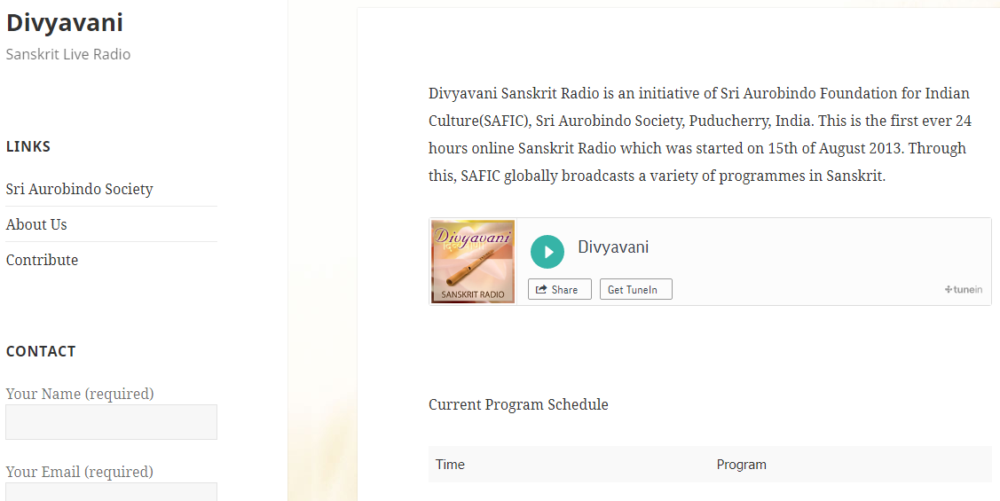 Divyavani
Sanskrit Live Radio
LINKS
Sri Aurobindo Society
About Us
Contribute
CONTACT
Your Name (required)
Your Email (required)
Divyavani Sanskrit Radio is an initiative of Sri Aurobindo Foundation for Indian
Culture(SAFIC), Sri Aurobindo Society, Puducherry, India. This is the first ever 24
hours online Sanskrit Radio which was started on 15th of August 2013. Through
this, SAFIC globally broadcasts a variety of programmes in Sanskrit.
Divyavani
SANSKRIT RADIO
Divyavani
Share
Get TuneIn
tunein
Current Program Schedule
Time Program